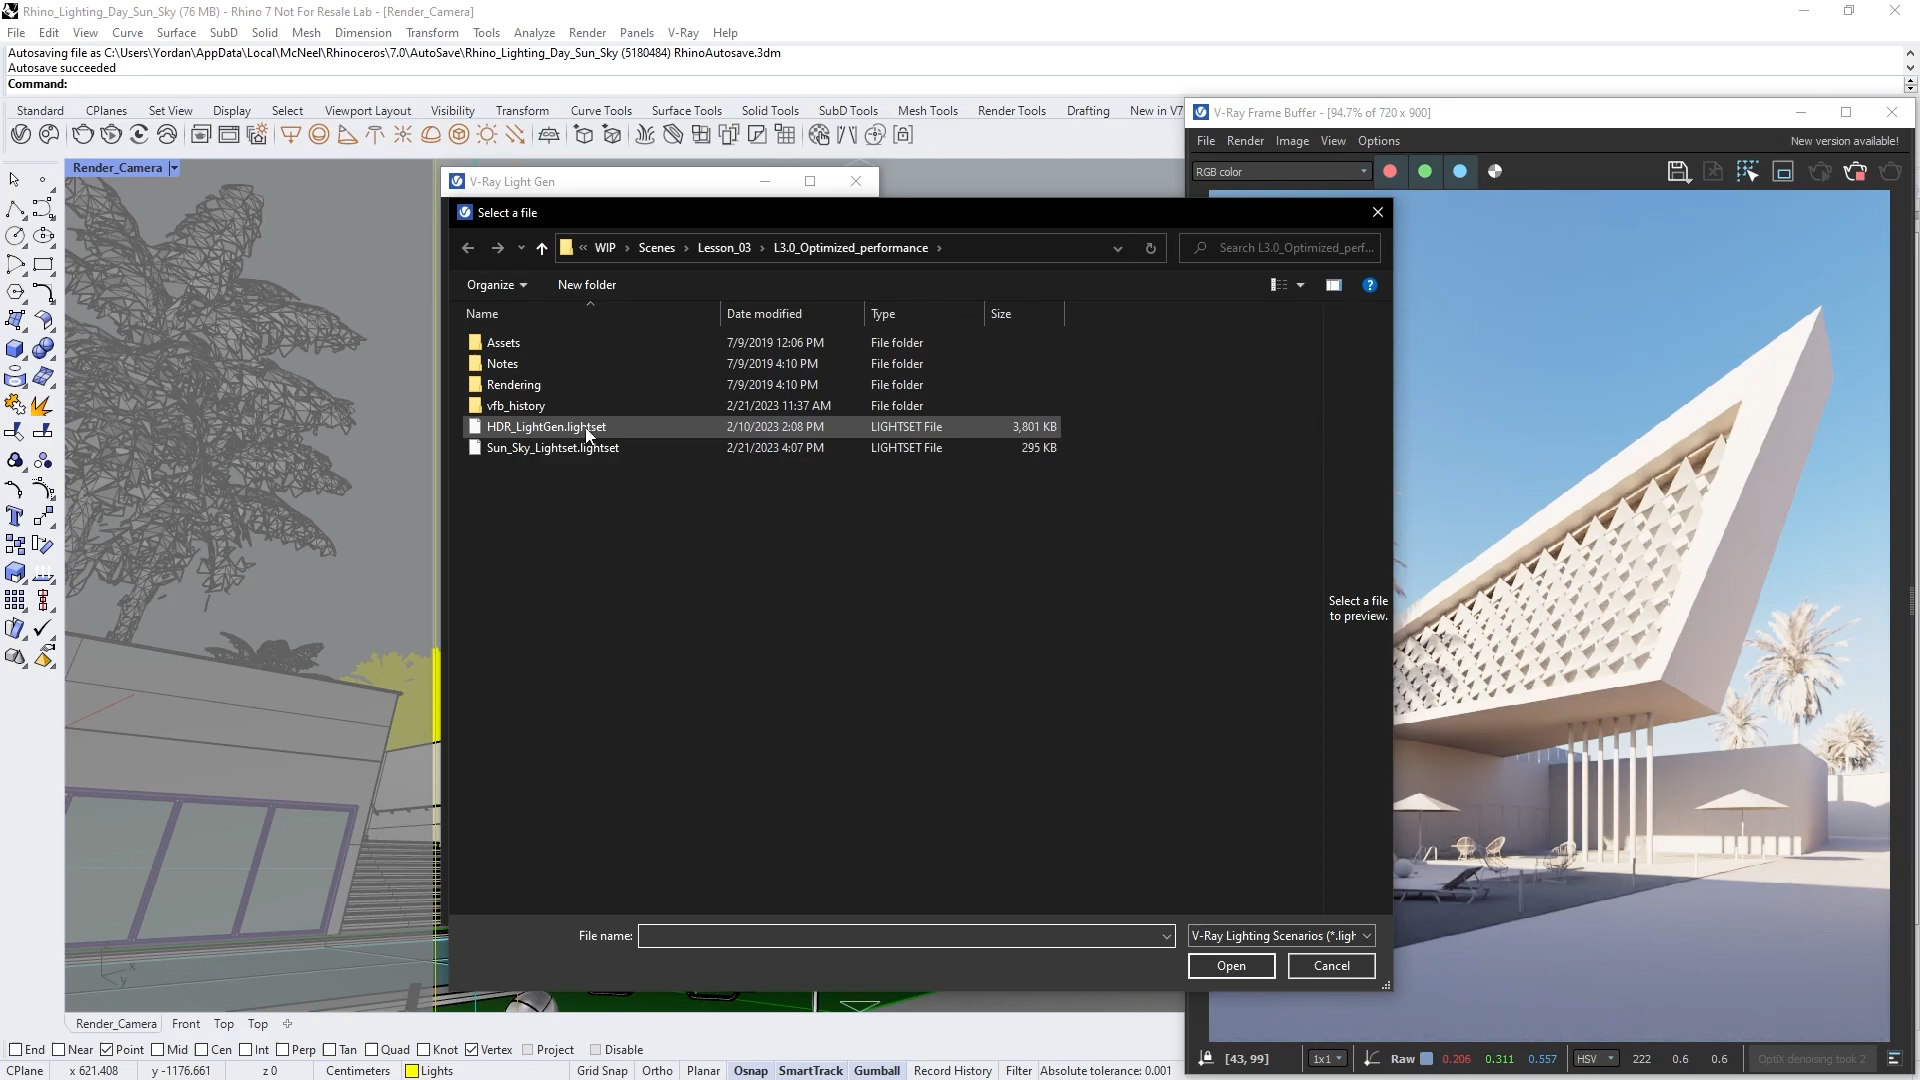 Rhino_Lighting_Day_Sun_Sky (76 MB) - Rhino 7 Not For Resale Lab - [Render_Camera]
File Edit View Curve Surface SubD Solid Mesh Dimension Transform Tools Analyze Render Panels V-Ray Help
Autosaving file as C:\Users\Yordan\AppData\Local\McNeel\Rhinoceros\7.0\AutoSave\Rhino_Lighting_Day_Sun_Sky (5180484) RhinoAutosave.3dm
Autosave succeeded
Command:
Standard CPlanes Set View Display Select Viewport Layout Visibility Transform Curve Tools Surface Tools Solid Tools SubD Tools Mesh Tools Render Tools Drafting New in V7
V-Ray Frame Buffer - [94.7% of 720 x 900]
File Render Image View Options New version available!
RGB color
Render_Camera
V-Ray Light Gen
Select a file
« WIP › Scenes › Lesson_03 › L3.0_Optimized_performance ›
Search L3.0_Optimized_perf...
Organize New folder
Name Date modified Type Size
Assets 7/9/2019 12:06 PM File folder
Notes 7/9/2019 4:10 PM File folder
Rendering 7/9/2019 4:10 PM File folder
vfb_history 2/21/2023 11:37 AM File folder
HDR_LightGen.lightset 2/10/2023 2:08 PM LIGHTSET File 3,801 KB
Sun_Sky_Lightset.lightset 2/21/2023 4:07 PM LIGHTSET File 295 KB
Select a file
to preview.
File name: V-Ray Lighting Scenarios (*.ligh
Open Cancel
x
y
Render_Camera Front Top Top
End Near Point Mid Cen Int Perp Tan Quad Knot Vertex Project Disable
[43, 99] 1x1 Raw 0.206 0.311 0.557 HSV 222 0.6 0.6 OptiX denoising took 2
CPlane x 621.408 y -1176.661 z 0 Centimeters Lights Grid Snap Ortho Planar Osnap SmartTrack Gumball Record History Filter Absolute tolerance: 0.001